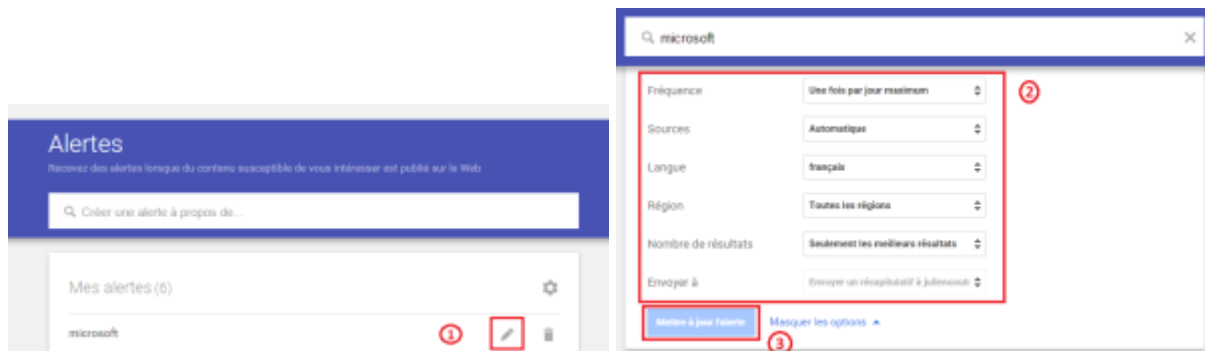 Alertes
Recevez des alertes lorsque du contenu susceptible de vous intéresser est publié sur le Web
Créer une alerte à propos de...
Mes alertes (6)
microsoft
1
microsoft
Fréquence Une fois par jour maximum
2
Sources Automatique
Langue français
Région Toutes les régions
Nombre de résultats Seulement les meilleurs résultats
Envoyer à Envoyer un récapitulatif à
Mettre à jour l'alerte Masquer les options
3